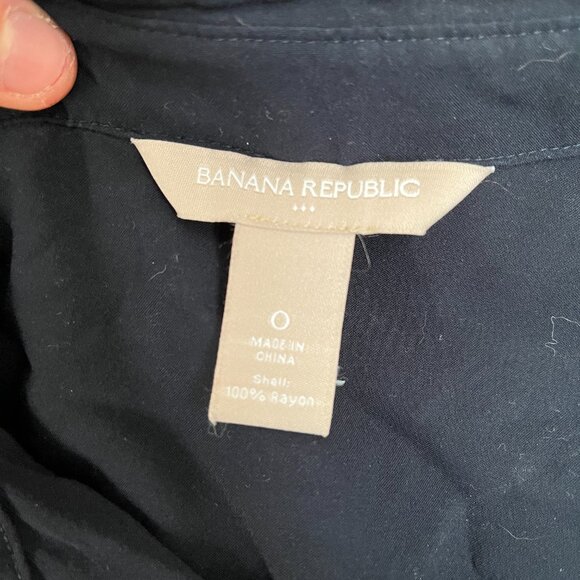 BANANA REPUBLIC
0
MADE IN
CHINA
Shell:
100% Rayon